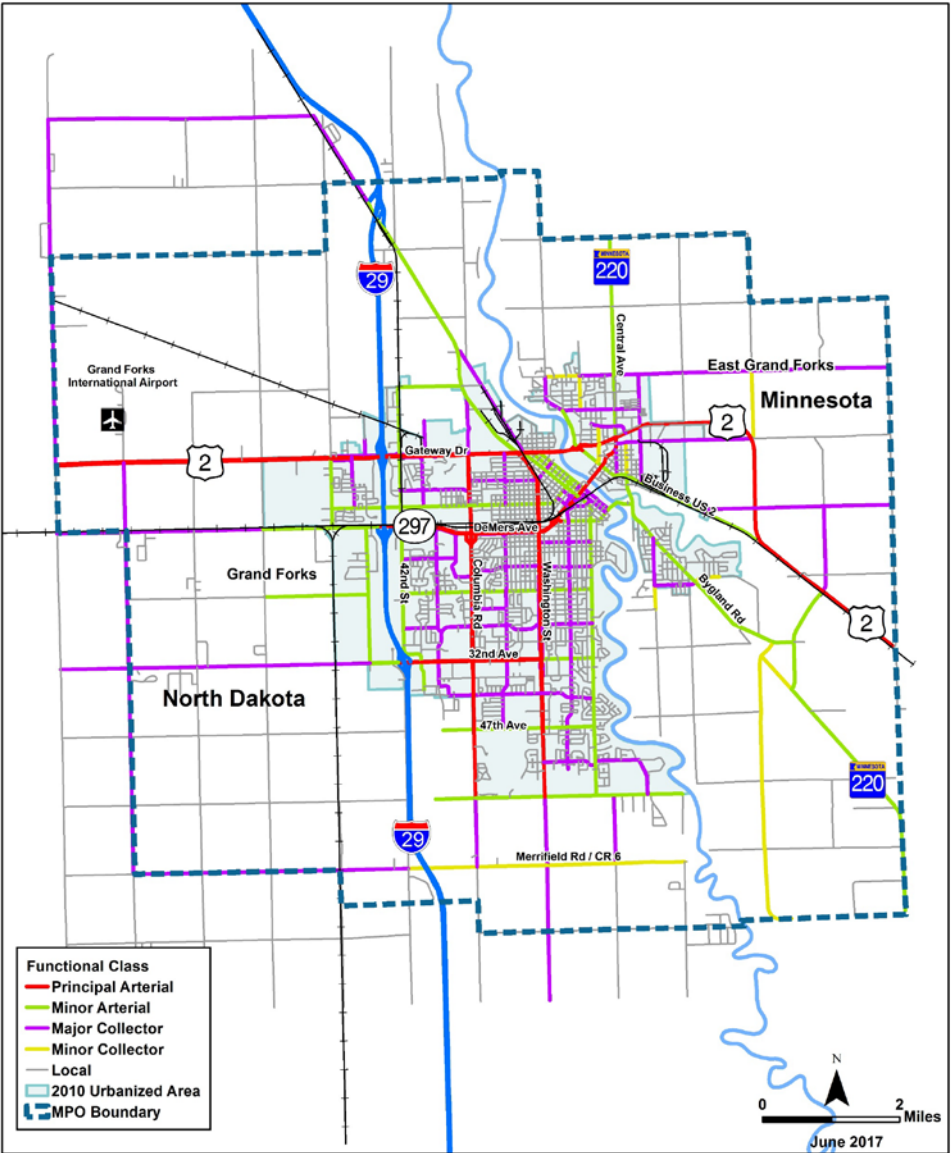 29
MINNESOTA
220
Central Ave
Grand Forks
International Airport
East Grand Forks
Minnesota
2
2
Gateway Dr
Business US 2
297
DeMers Ave
Grand Forks
42nd St
Columbia Rd
Washington St
Bygland Rd
2
32nd Ave
North Dakota
47th Ave
MINNESOTA
220
29
Merrifield Rd / CR 6
Functional Class
Principal Arterial
Minor Arterial
Major Collector
Minor Collector
Local
2010 Urbanized Area
MPO Boundary
N
0 2
Miles
June 2017